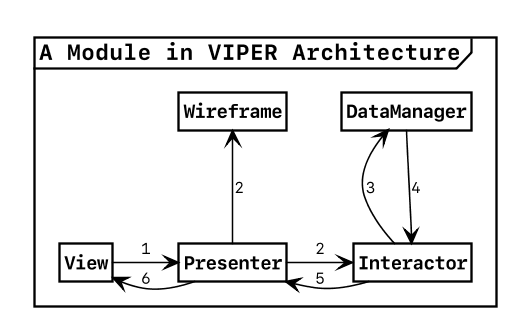 A Module in VIPER Architecture
Wireframe
DataManager
2
3
4
View
1
Presenter
2
Interactor
6
5